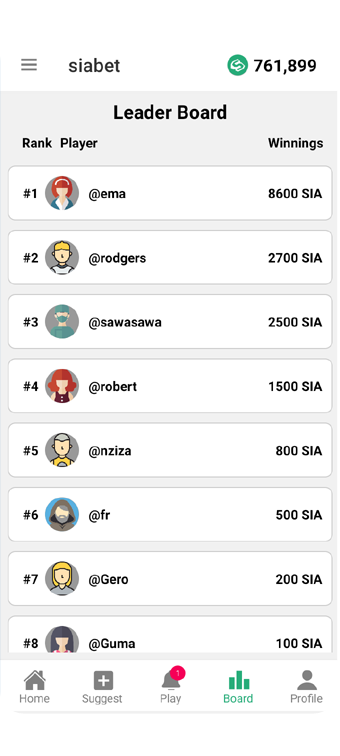 siabet 761,899
Leader Board
Rank Player Winnings
#1 @ema 8600 SIA
#2 @rodgers 2700 SIA
#3 @sawasawa 2500 SIA
#4 @robert 1500 SIA
#5 @nziza 800 SIA
#6 @fr 500 SIA
#7 @Gero 200 SIA
#8 @Guma 100 SIA
1
Home Suggest Play Board Profile